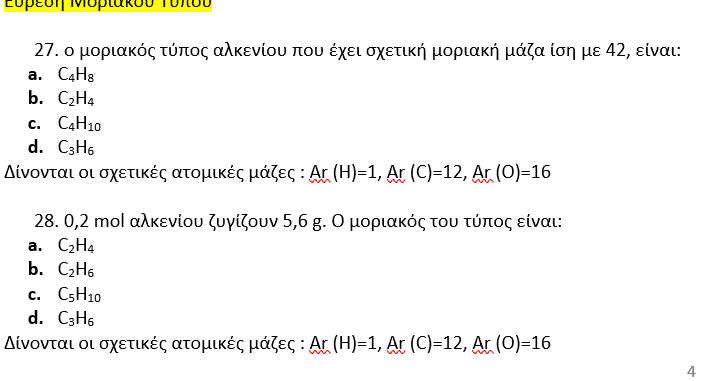 Εύρεση Μοριακού Τύπου
27. ο μοριακός τύπος αλκενίου που έχει σχετική μοριακή μάζα ίση με 42, είναι:
a. C₄H₈
b. C₂H₄
c. C₄H₁₀
d. C₃H₆
Δίνονται οι σχετικές ατομικές μάζες : Ar (H)=1, Ar (C)=12, Ar (O)=16
28. 0,2 mol αλκενίου ζυγίζουν 5,6 g. Ο μοριακός του τύπος είναι:
a. C₂H₄
b. C₂H₆
c. C₅H₁₀
d. C₃H₆
Δίνονται οι σχετικές ατομικές μάζες : Ar (H)=1, Ar (C)=12, Ar (O)=16
4